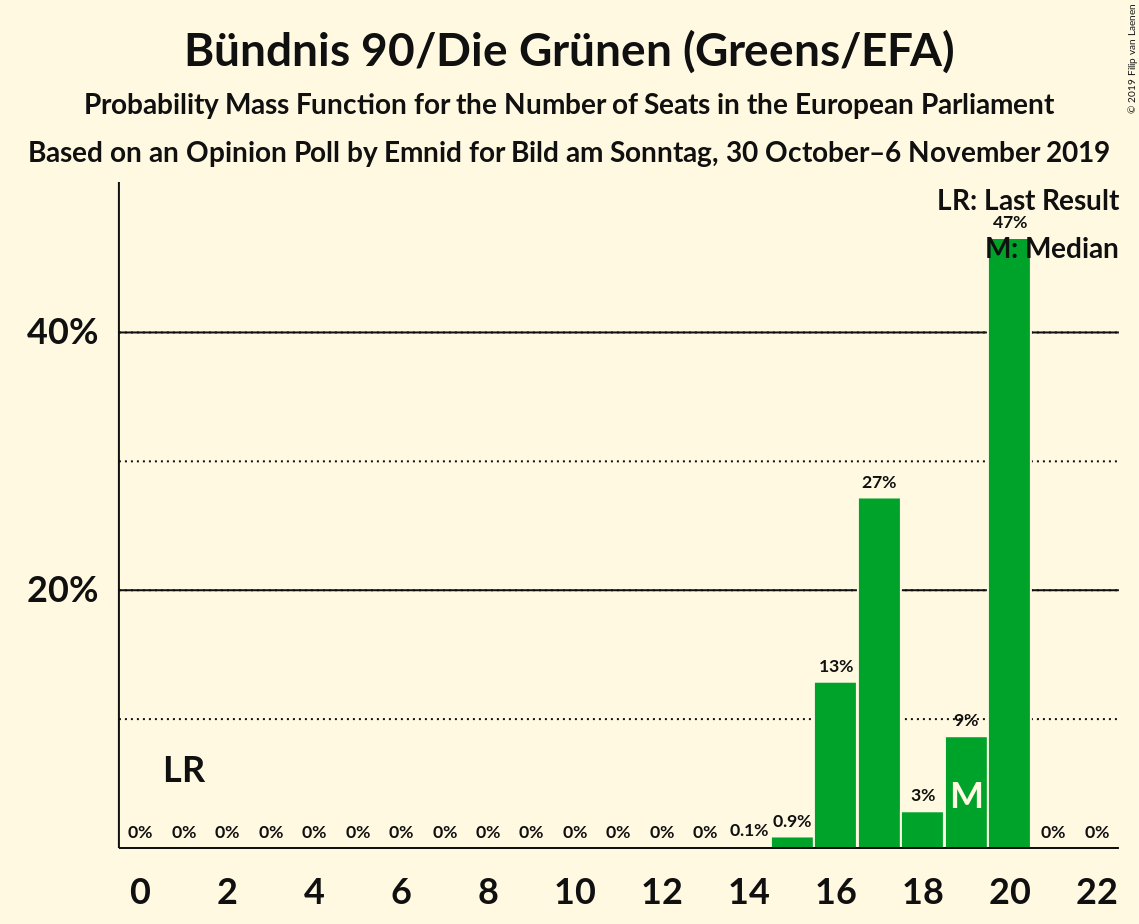 Bündnis 90/Die Grünen (Greens/EFA)
Probability Mass Function for the Number of Seats in the European Parliament
Based on an Opinion Poll by Emnid for Bild am Sonntag, 30 October–6 November 2019
© 2019 Filip van Laenen
LR: Last Result
47%
M: Median
40%
27%
20%
13%
9%
LR
3%
M
0% 0% 0% 0% 0% 0% 0% 0% 0% 0% 0% 0% 0% 0% 0.1% 0.9% 0% 0%
0 2 4 6 8 10 12 14 16 18 20 22